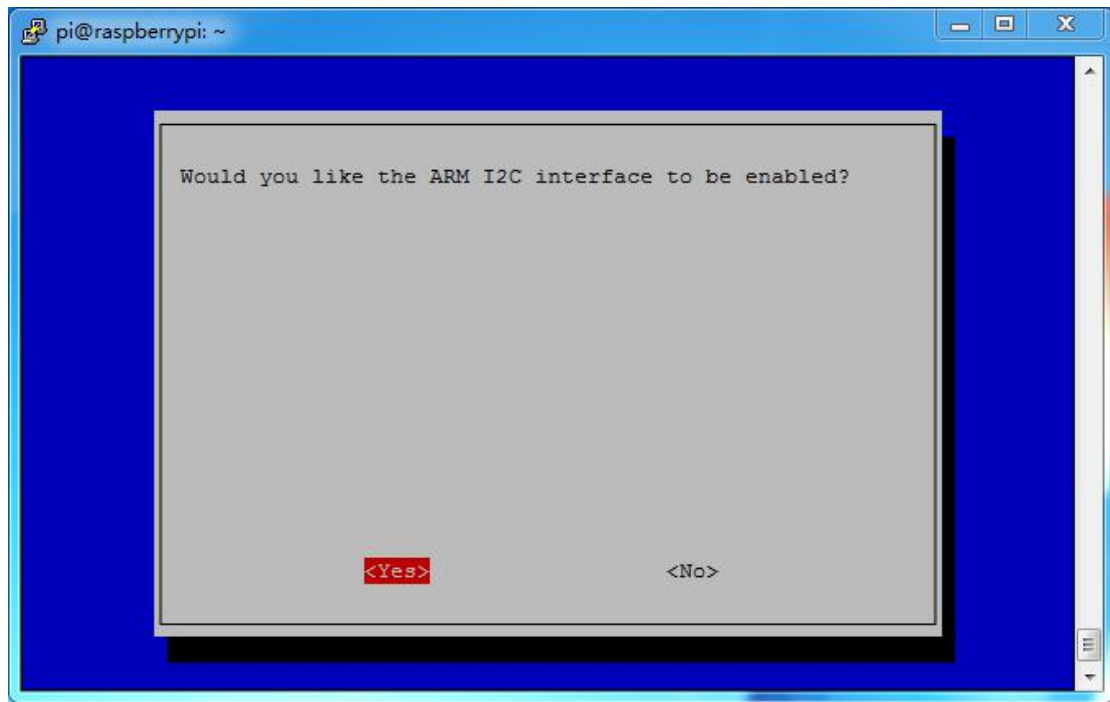 pi@raspberrypi: ~
Would you like the ARM I2C interface to be enabled?
<Yes> <No>